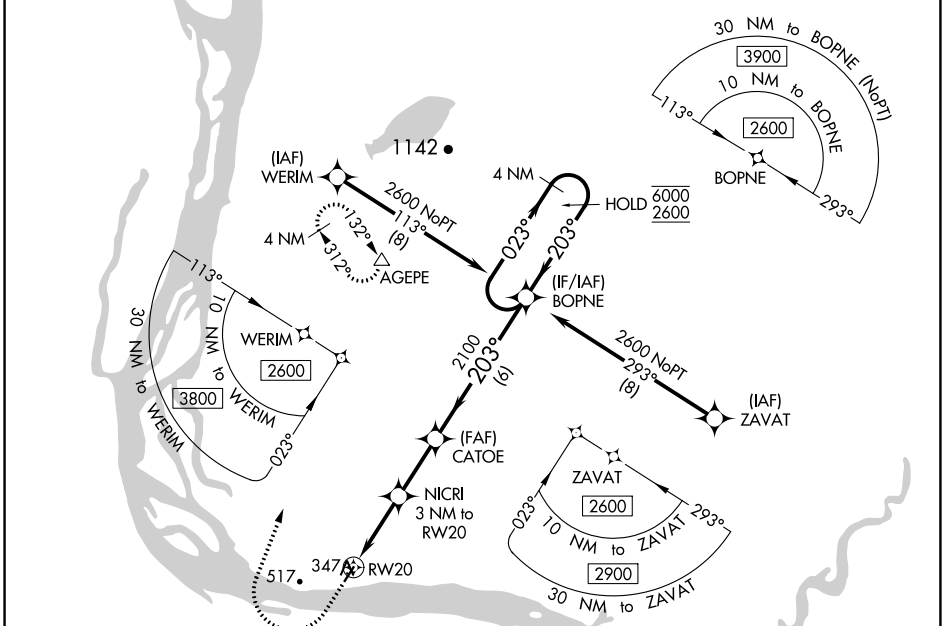 30 NM to BOPNE (NoPT)
3900
10 NM to BOPNE
2600
113°
BOPNE
293°
1142
(IAF)
WERIM
2600 NoPT
113°
(8)
4 NM
HOLD 6000
2600
023°
203°
132°
4 NM
312°
AGEPE
(IF/IAF)
BOPNE
113°
10 NM to WERIM
30 NM to WERIM
WERIM
2600
3800
023°
2100
203°
(6)
2600 NoPT
293°
(8)
(IAF)
ZAVAT
(FAF)
CATOE
NICRI
3 NM to
RW20
ZAVAT
2600
023°
293°
10 NM to ZAVAT
2900
30 NM to ZAVAT
347
RW20
517